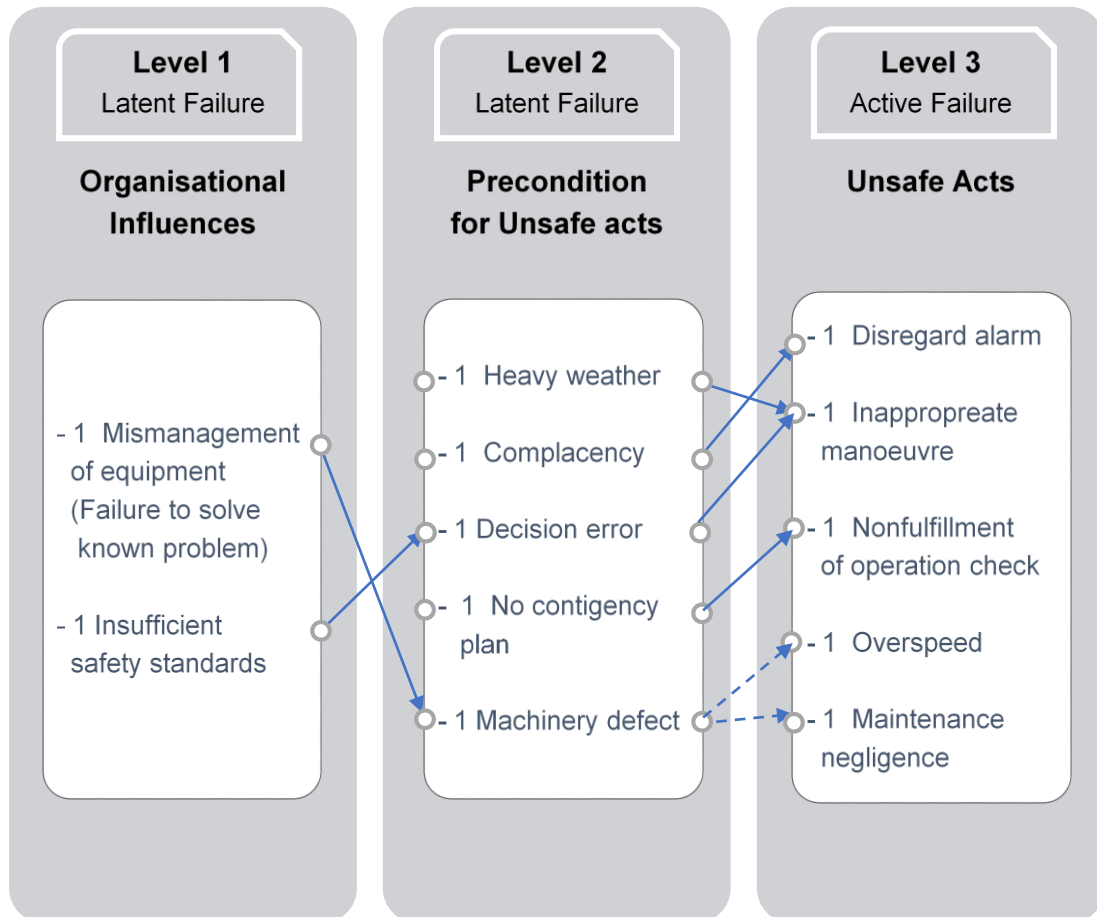 Level 1
Latent Failure
Organisational
Influences
- 1 Mismanagement
of equipment
(Failure to solve
known problem)
- 1 Insufficient
safety standards
Level 2
Latent Failure
Precondition
for Unsafe acts
- 1 Heavy weather
- 1 Complacency
- 1 Decision error
- 1 No contigency
plan
- 1 Machinery defect
Level 3
Active Failure
Unsafe Acts
- 1 Disregard alarm
- 1 Inappropreate
manoeuvre
- 1 Nonfulfillment
of operation check
- 1 Overspeed
- 1 Maintenance
negligence